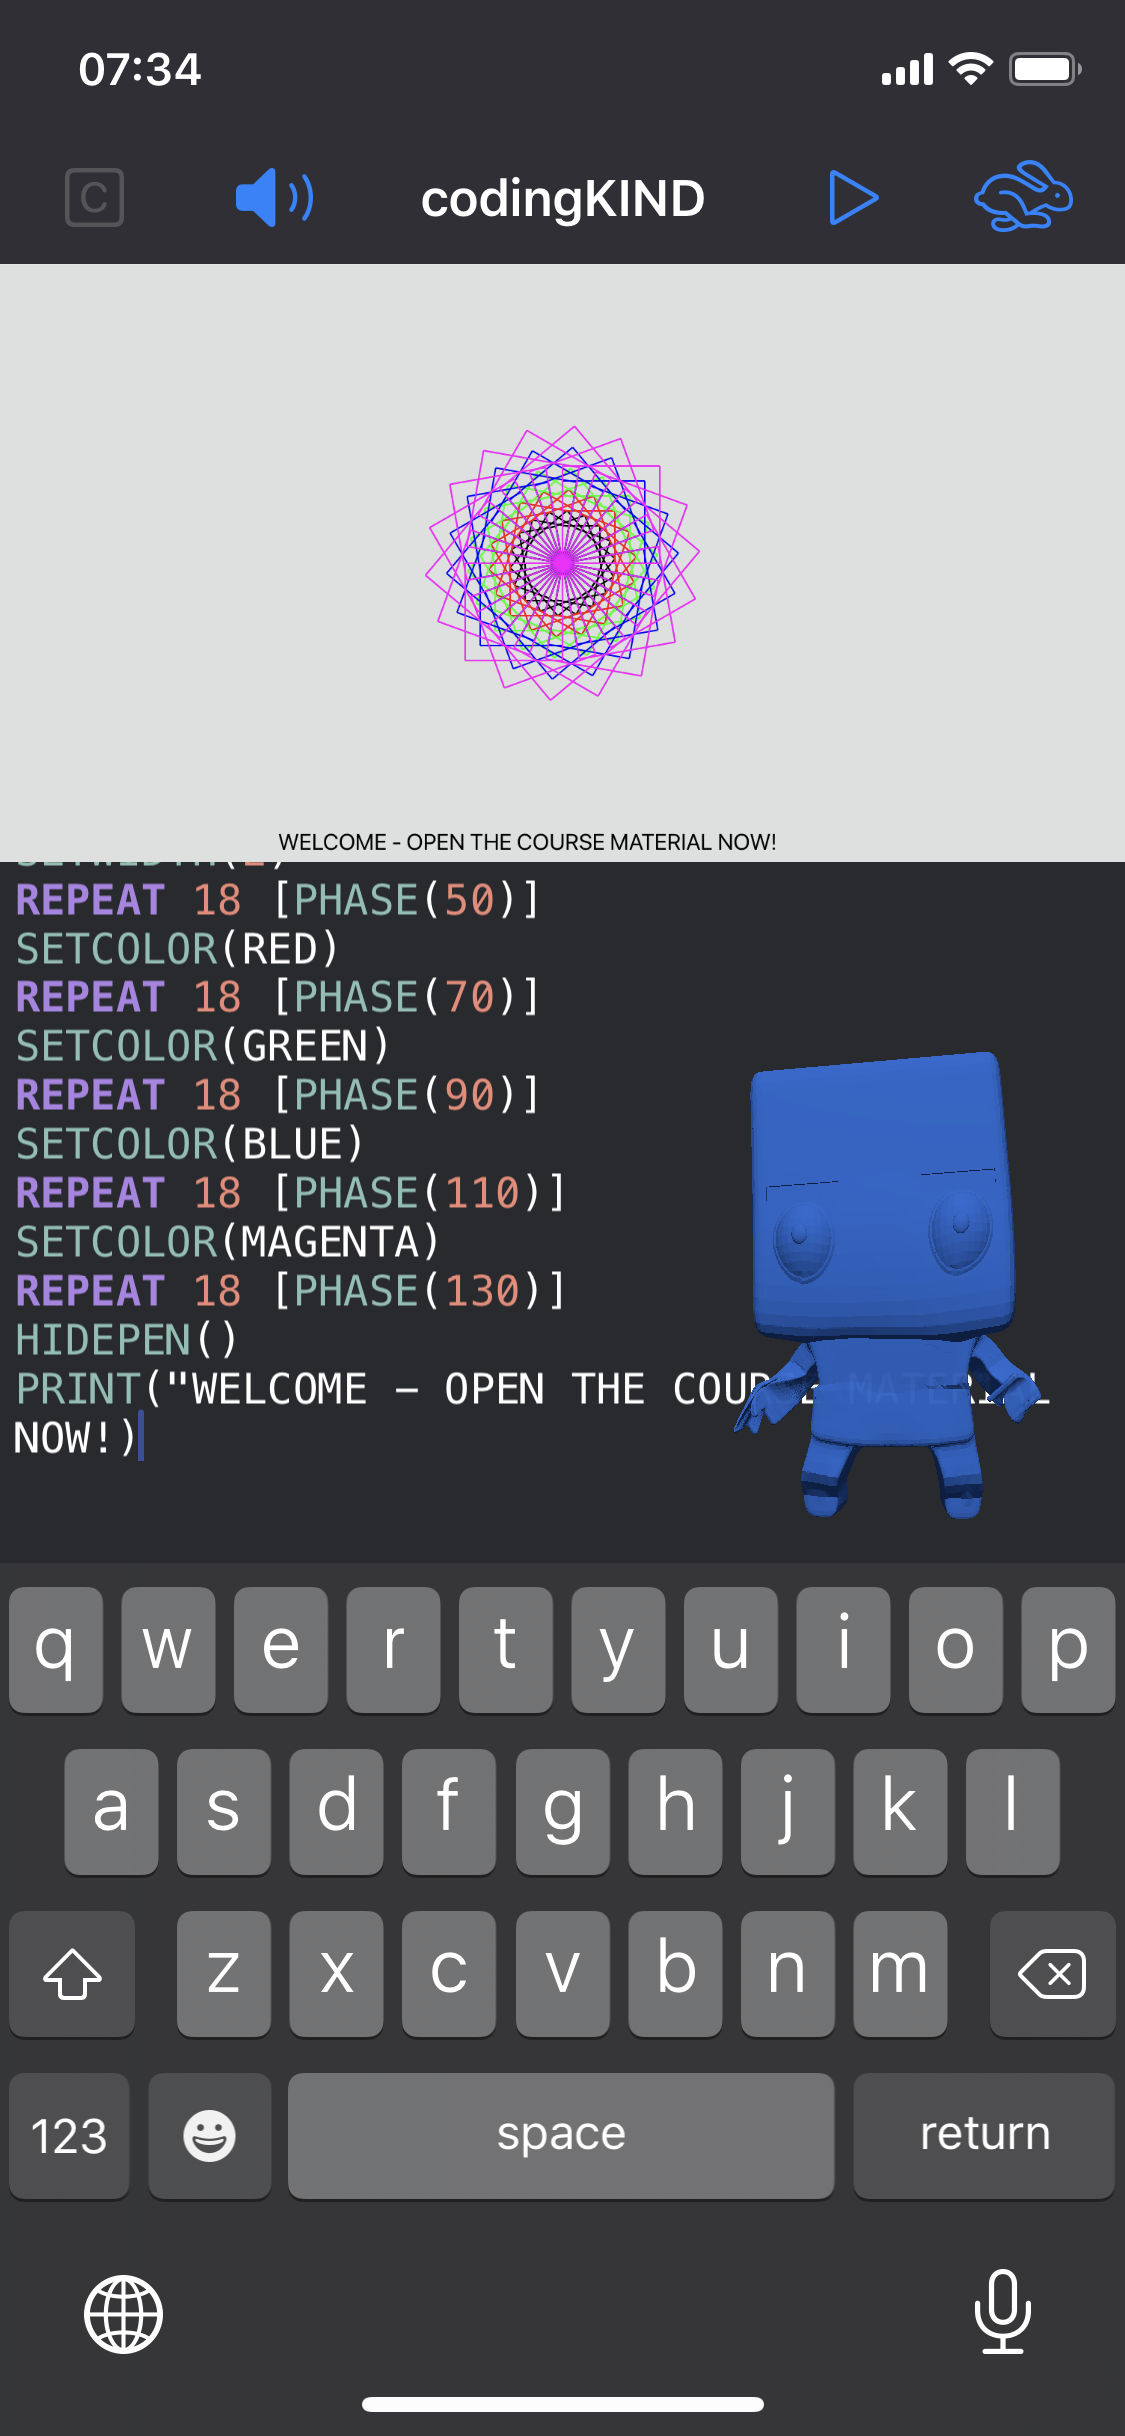 07:34
C
codingKIND
WELCOME - OPEN THE COURSE MATERIAL NOW!
REPEAT 18 [PHASE(50)]
SETCOLOR(RED)
REPEAT 18 [PHASE(70)]
SETCOLOR(GREEN)
REPEAT 18 [PHASE(90)]
SETCOLOR(BLUE)
REPEAT 18 [PHASE(110)]
SETCOLOR(MAGENTA)
REPEAT 18 [PHASE(130)]
HIDEPEN()
PRINT("WELCOME – OPEN THE COURSE MATERIAL
NOW!)
q w e r t y u i o p
a s d f g h j k l
z x c v b n m
123 space return